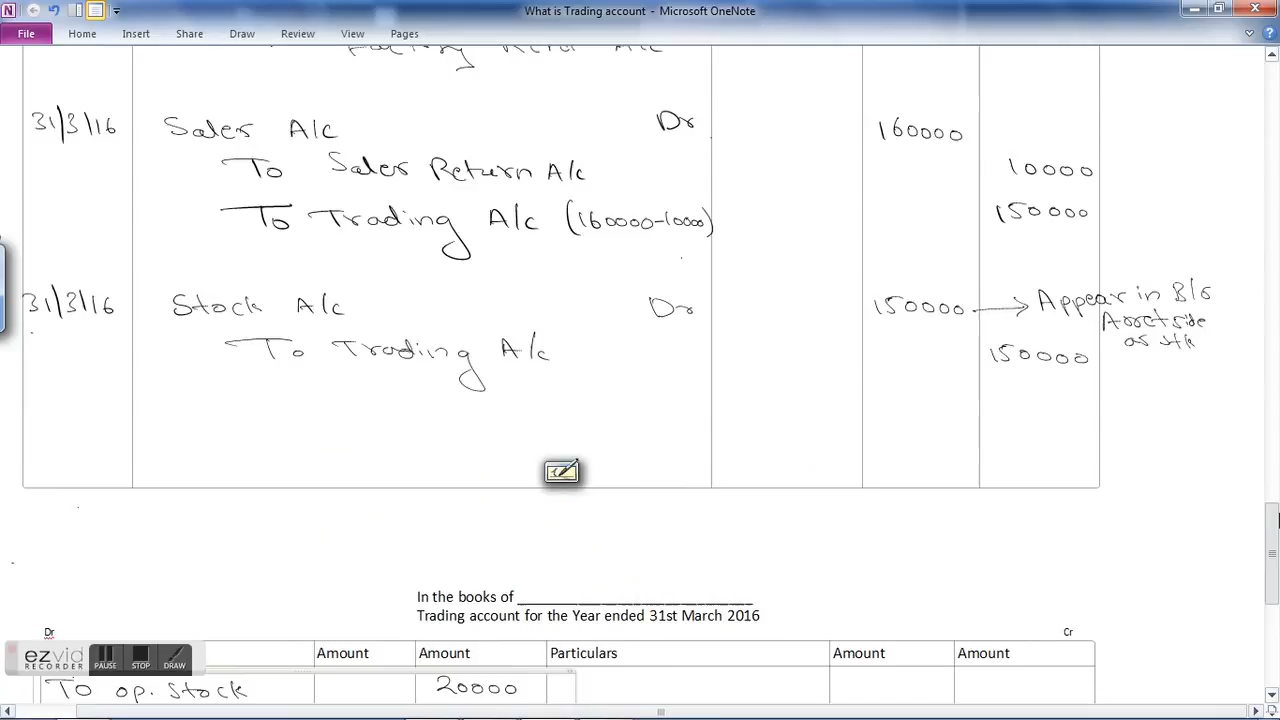 What is Trading account - Microsoft OneNote
File Home Insert Share Draw Review View Pages
Factory A/c
31/3/16 Sales A/c Dr 160000
To Sales Return A/c 10000
To Trading A/c (160000-10000) 150000
31/3/16 Stock A/c Dr 150000 → Appear in B/s
Asset side
as stk
To Trading A/c 150000
In the books of ____________________________
Trading account for the Year ended 31st March 2016
Dr Cr
Amount Amount Particulars Amount Amount
To op. stock 20000
ezvid
RECORDER
PAUSE STOP DRAW